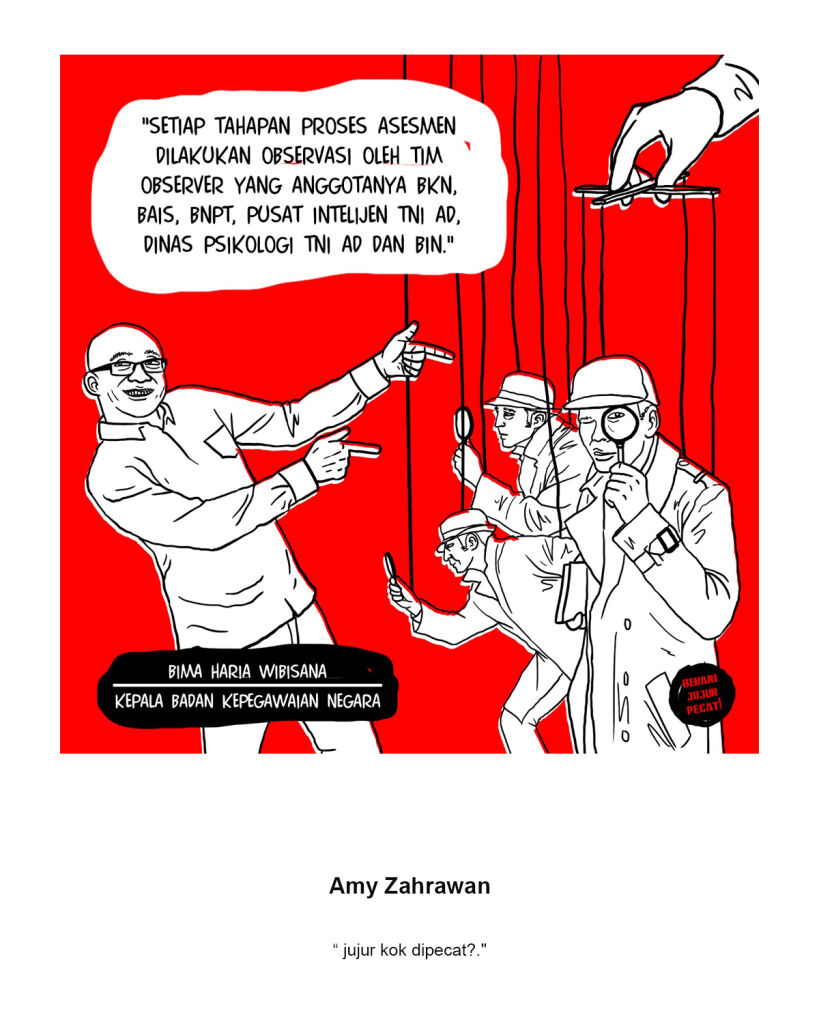 "SETIAP TAHAPAN PROSES ASESMEN
DILAKUKAN OBSERVASI OLEH TIM
OBSERVER YANG ANGGOTANYA BKN,
BAIS, BNPT, PUSAT INTELIJEN TNI AD,
DINAS PSIKOLOGI TNI AD DAN BIN."
BIMA HARIA WIBISANA
KEPALA BADAN KEPEGAWAIAN NEGARA
BERANI
JUJUR
PECAT!
Amy Zahrawan
“ jujur kok dipecat?."